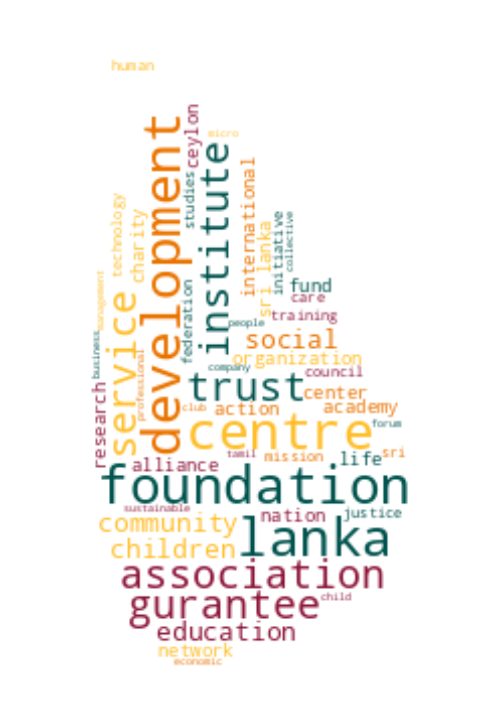 human
ceylon
micro
development
institute
studies
international
technology
charity
initiative
collective
sri lanka
management
federation
fund
service
care
people
training
business
social
professional
company
organization
council
research
trust
center
club
action
academy
centre
forum
alliance
tamil
mission
life
sri
foundation
sustainable
nation
justice
community
lanka
children
association
gurantee
child
education
network
economic